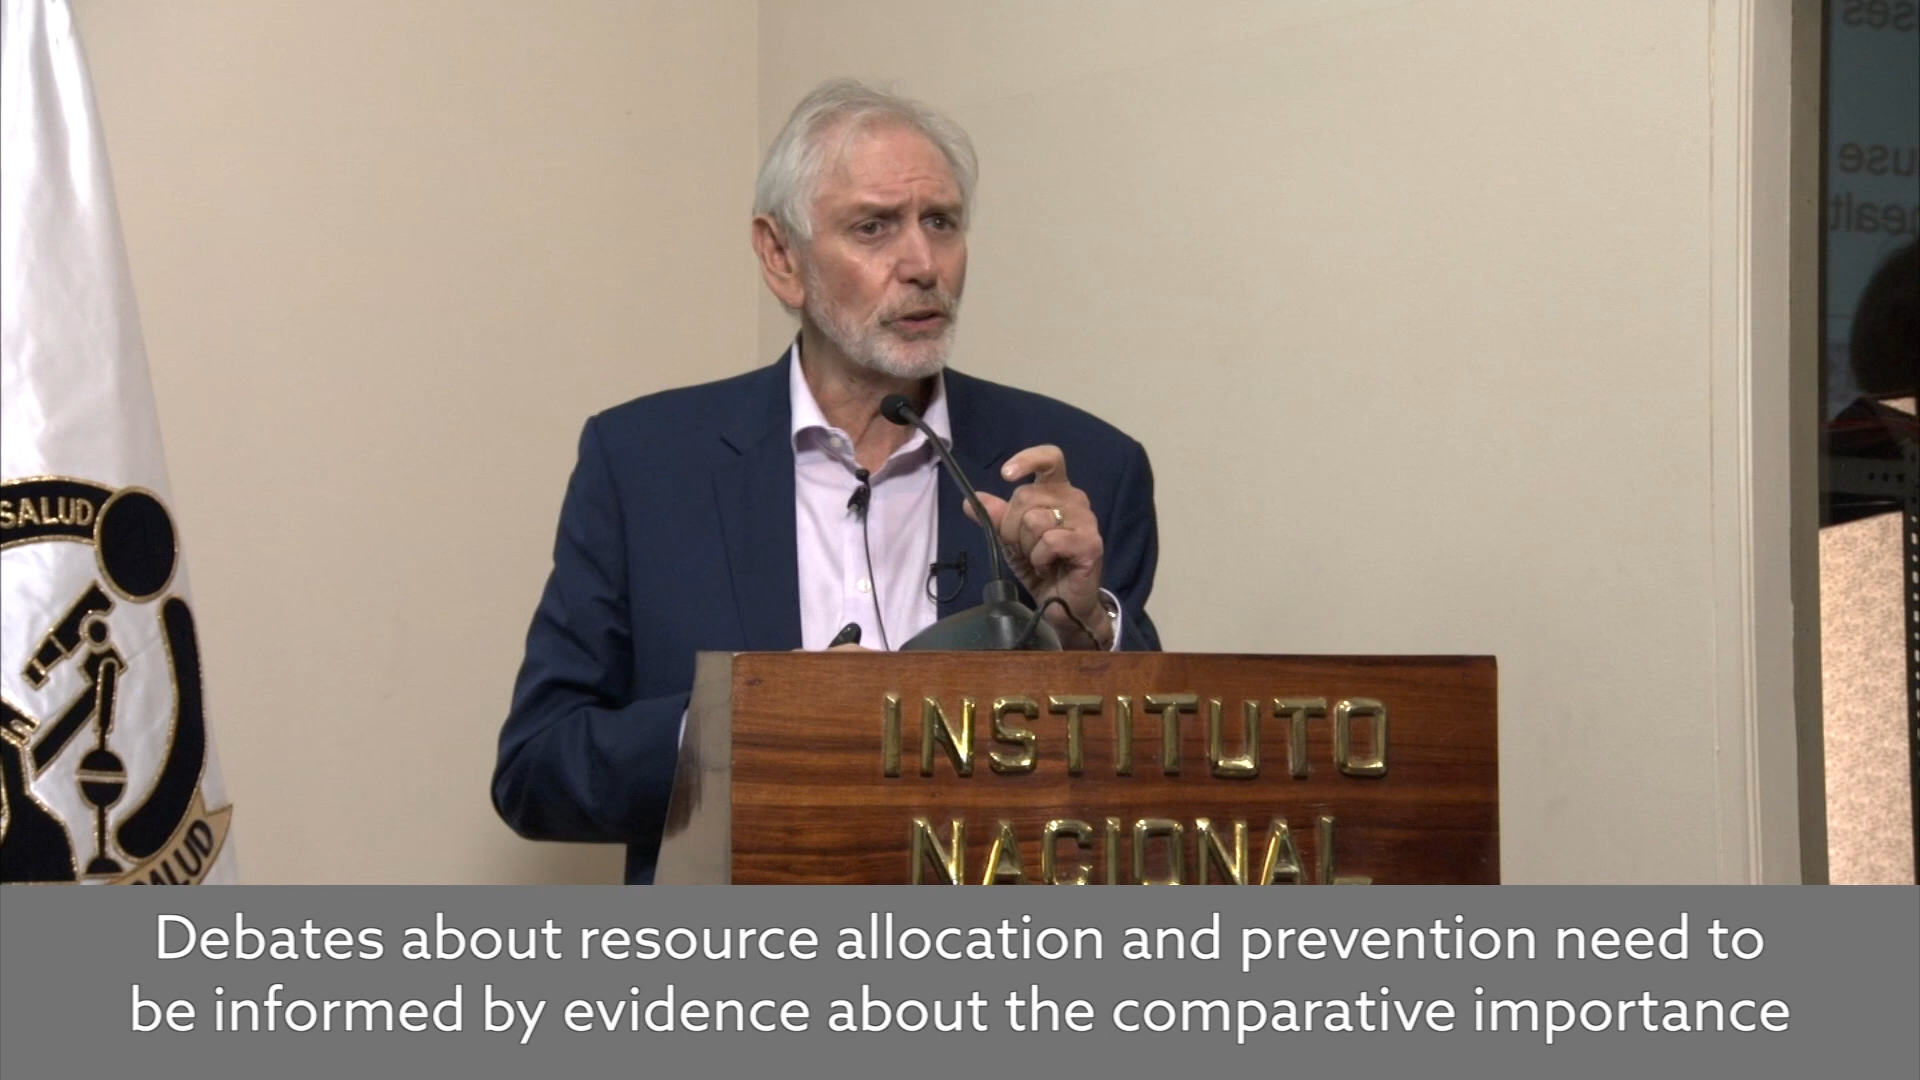 SALUD
SALUD
INSTITUTO
NACIONAL
Debates about resource allocation and prevention need to
be informed by evidence about the comparative importance